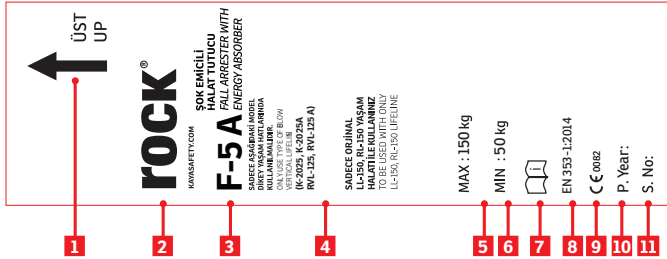 ÜST
UP
rock®
KAYASAFETY.COM
F-5 A
ŞOK EMİCİLİ
HALAT TUTUCU
FALL ARRESTER WITH
ENERGY ABSORBER
SADECE AŞAĞIDAKİ MODEL
DİKEY YAŞAM HATLARINDA
KULLANILMALIDIR.
ONLY USE TYPE OF BLOW
VERTICAL LIFELINE
(K-2025, K-2025A
RVL-125, RVL-125 A)
SADECE ORJİNAL
LL-150, RL-150 YAŞAM
HALATI İLE KULLANINIZ
TO BE USED WITH ONLY
LL-150, RL-150 LIFELINE
MAX : 150 kg
MIN : 50 kg
i
EN 353-1:2014
CE 0082
P. Year:
S. No:
1
2
3
4
5
6
7
8
9
10
11